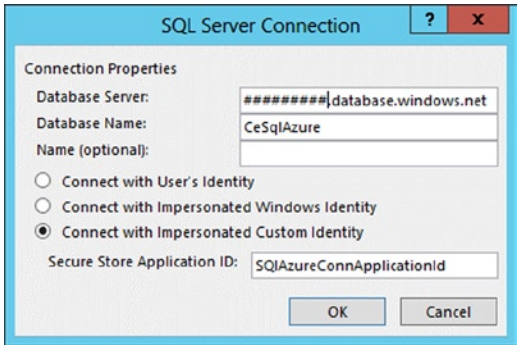 SQL Server Connection
? x
Connection Properties
Database Server: #########.database.windows.net
Database Name: CeSqlAzure
Name (optional):
Connect with User's Identity
Connect with Impersonated Windows Identity
Connect with Impersonated Custom Identity
Secure Store Application ID: SQlAzureConnApplicationId
OK Cancel